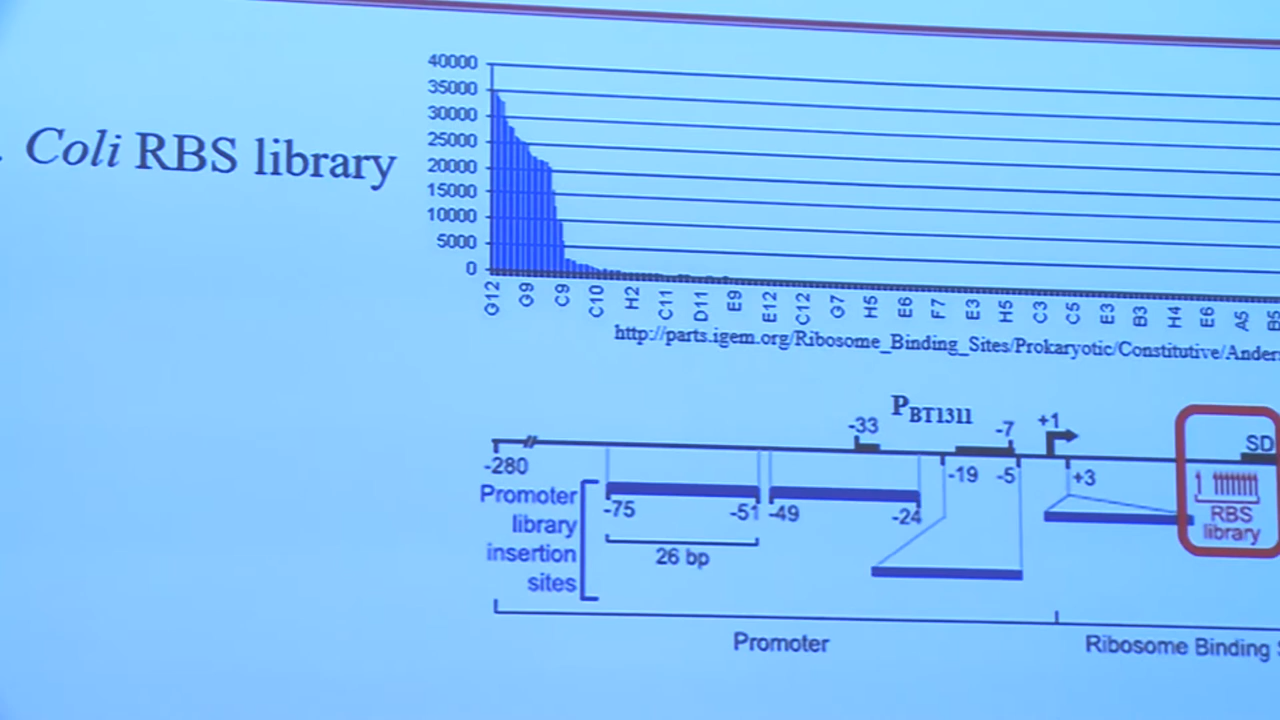 . Coli RBS library
40000
35000
30000
25000
20000
15000
10000
5000
0
G12 G9 C9 C10 H2 C11 D11 E9 E12 C12 G7 H5 E6 F7 E3 H5 C3 C5 E3 B3 H4 E6 A5 B5
http://parts.igem.org/Ribosome_Binding_Sites/Prokaryotic/Constitutive/Anders
PBT1311
-33 -7 +1
SD
-280 -19 -5 +3
Promoter
library
insertion
sites
-75 -51 -49 -24
26 bp
RBS
library
Promoter Ribosome Binding S